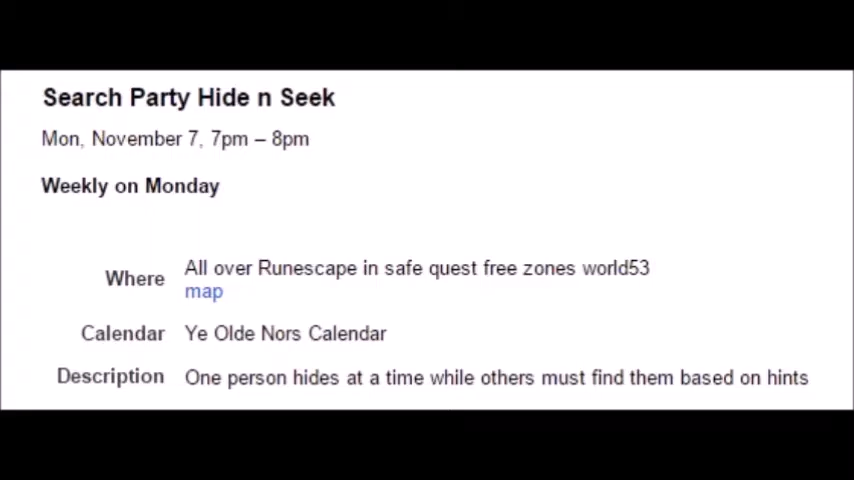 Search Party Hide n Seek
Mon, November 7, 7pm – 8pm
Weekly on Monday
Where All over Runescape in safe quest free zones world53
map
Calendar Ye Olde Nors Calendar
Description One person hides at a time while others must find them based on hints